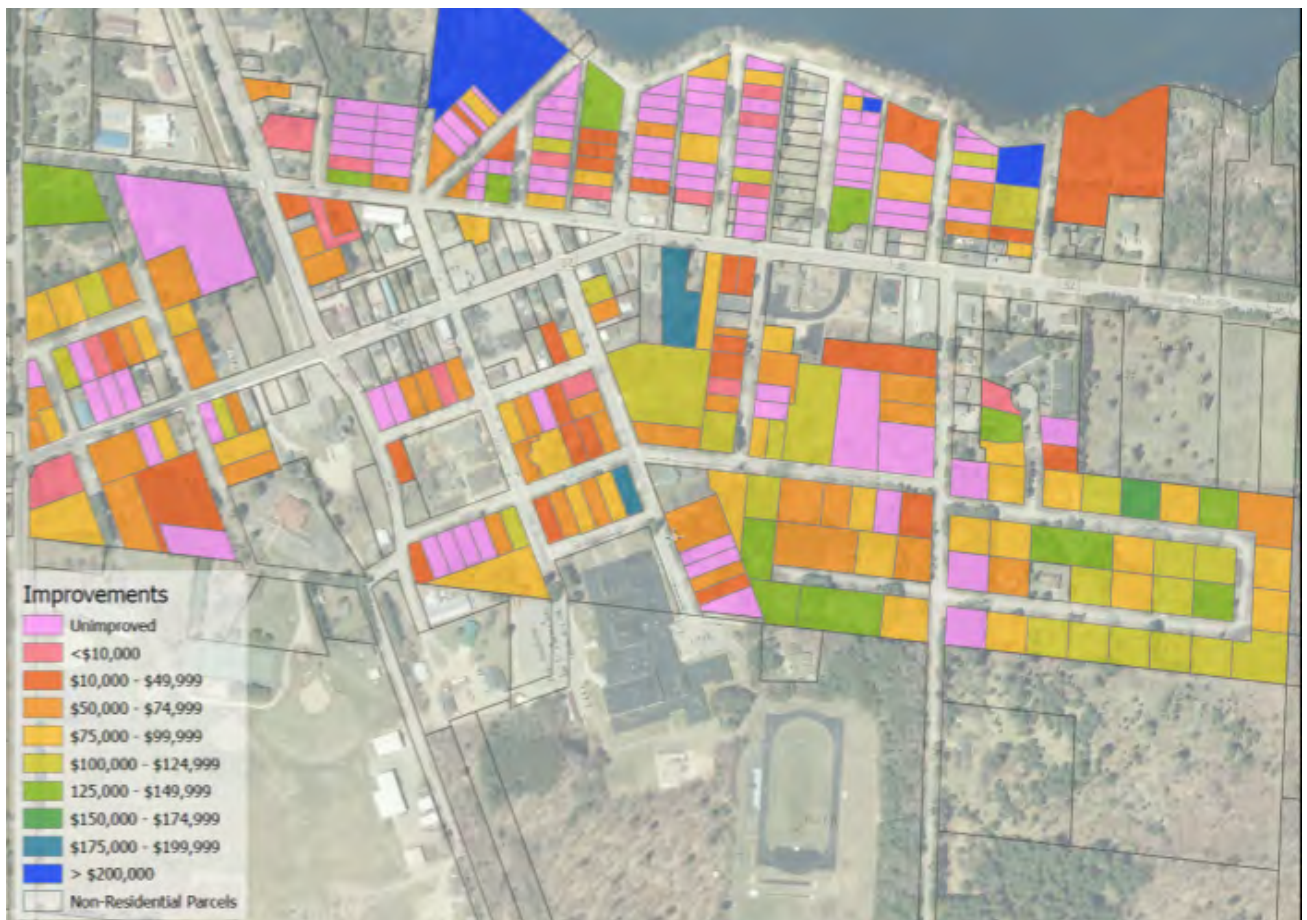 Improvements
Unimproved
<$10,000
$10,000 - $49,999
$50,000 - $74,999
$75,000 - $99,999
$100,000 - $124,999
125,000 - $149,999
$150,000 - $174,999
$175,000 - $199,999
> $200,000
Non-Residential Parcels